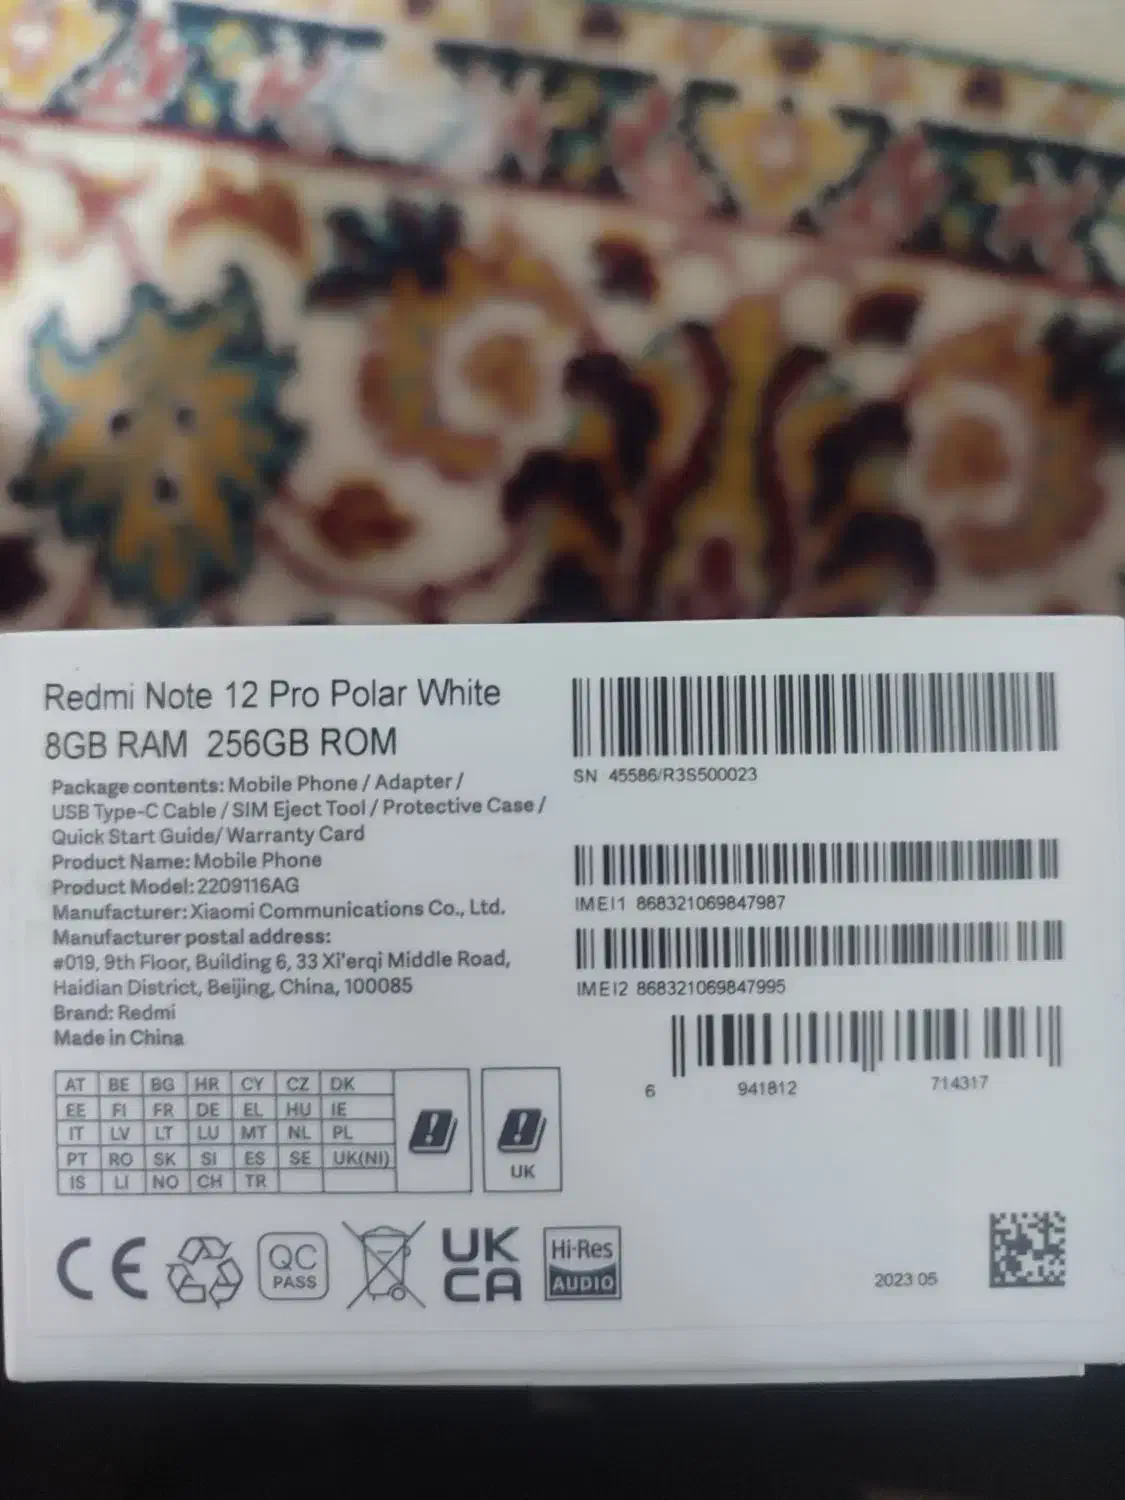 Redmi Note 12 Pro Polar White
8GB RAM 256GB ROM
Package contents: Mobile Phone / Adapter /
USB Type-C Cable / SIM Eject Tool / Protective Case /
Quick Start Guide/ Warranty Card
Product Name: Mobile Phone
Product Model: 2209116AG
Manufacturer: Xiaomi Communications Co., Ltd.
Manufacturer postal address:
#019, 9th Floor, Building 6, 33 Xi'erqi Middle Road,
Haidian District, Beijing, China, 100085
Brand: Redmi
Made in China
SN 45586/R3S500023
IMEI1 868321069847987
IMEI2 868321069847995
6 941812 714317
AT BE BG HR CY CZ DK
EE FI FR DE EL HU IE
IT LV LT LU MT NL PL
PT RO SK SI ES SE UK(NI)
IS LI NO CH TR
UK
CE
QC
PASS
UK
CA
Hi-Res
AUDIO
2023 05